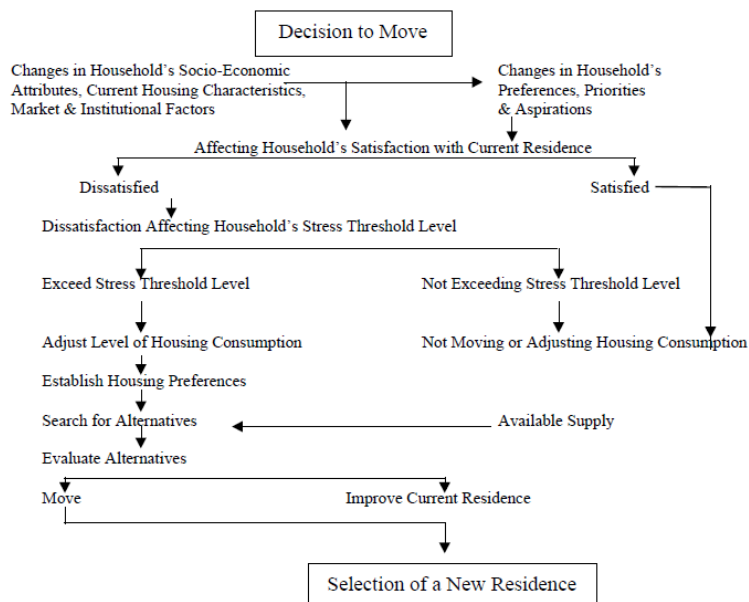 Decision to Move
Changes in Household's Socio-Economic
Attributes, Current Housing Characteristics,
Market & Institutional Factors
Changes in Household's
Preferences, Priorities
& Aspirations
Affecting Household's Satisfaction with Current Residence
Dissatisfied
Satisfied
Dissatisfaction Affecting Household's Stress Threshold Level
Exceed Stress Threshold Level
Not Exceeding Stress Threshold Level
Adjust Level of Housing Consumption
Not Moving or Adjusting Housing Consumption
Establish Housing Preferences
Search for Alternatives
Available Supply
Evaluate Alternatives
Move
Improve Current Residence
Selection of a New Residence